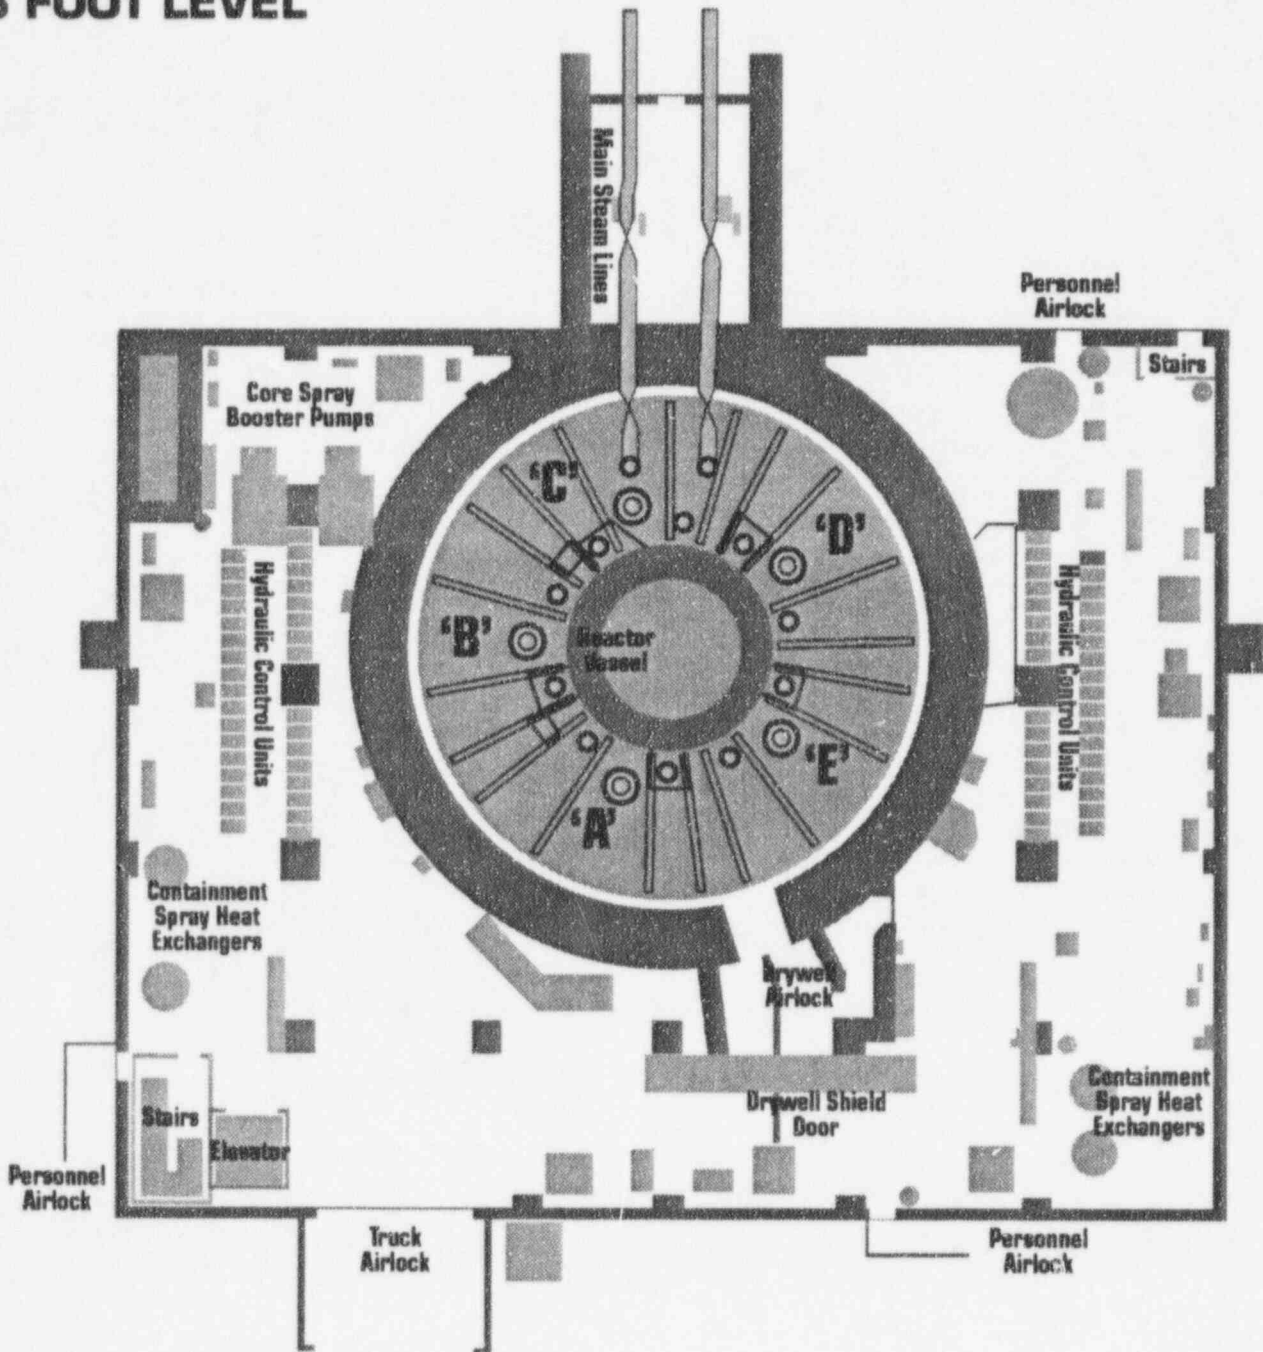 FOOT LEVEL
Main Steam Lines
Personnel
Airlock
Stairs
Core Spray
Booster Pumps
'C'
'D'
Hydraulic Control Units
Hydraulic Control Units
'B'
Reactor
Vessel
'E'
'A'
Containment
Spray Heat
Exchangers
Drywell
Airlock
Containment
Spray Heat
Exchangers
Drywell Shield
Door
Stairs
Elevator
Personnel
Airlock
Truck
Airlock
Personnel
Airlock